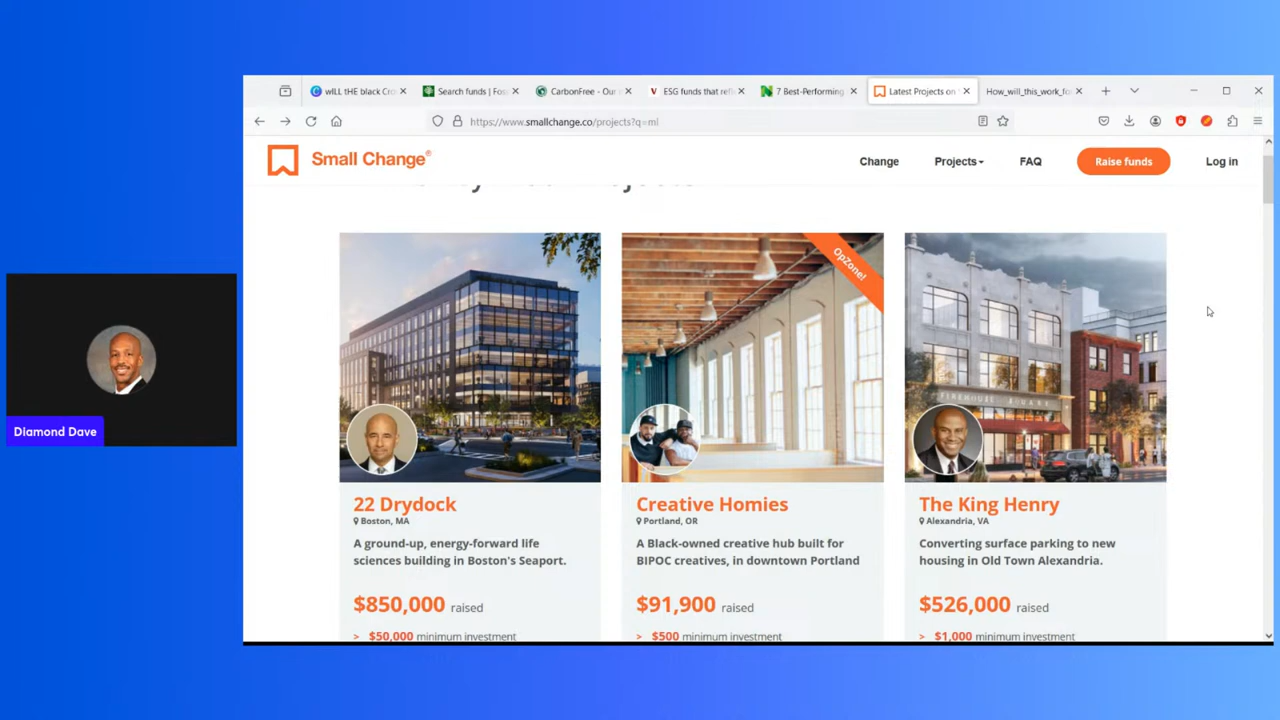 wILL tHE black Cro
Search funds | Fos
CarbonFree - Our
ESG funds that refl
7 Best-Performing
Latest Projects on
How_will_this_work_fo
https://www.smallchange.co/projects?q=ml
Small Change®
Change
Projects
FAQ
Raise funds
Log in
OpZone!
FIREHOUSE SQUARE
Diamond Dave
22 Drydock
Boston, MA
A ground-up, energy-forward life
sciences building in Boston's Seaport.
$850,000 raised
> $50,000 minimum investment
Creative Homies
Portland, OR
A Black-owned creative hub built for
BIPOC creatives, in downtown Portland
$91,900 raised
> $500 minimum investment
The King Henry
Alexandria, VA
Converting surface parking to new
housing in Old Town Alexandria.
$526,000 raised
> $1,000 minimum investment